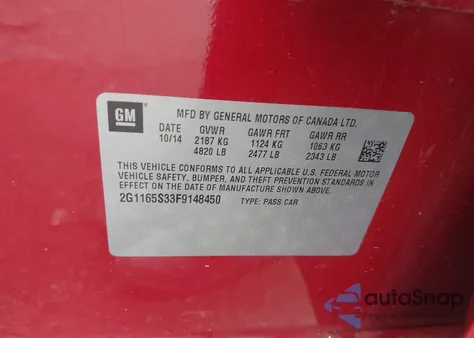 GM
MFD BY GENERAL MOTORS OF CANADA LTD.
DATE GVWR GAWR FRT GAWR RR
10/14 2187 KG 1124 KG 1063 KG
4820 LB 2477 LB 2343 LB
THIS VEHICLE CONFORMS TO ALL APPLICABLE U.S. FEDERAL MOTOR
VEHICLE SAFETY, BUMPER, AND THEFT PREVENTION STANDARDS IN
EFFECT ON THE DATE OF MANUFACTURE SHOWN ABOVE.
2G1165S33F9148450 TYPE: PASS CAR
autoSnap